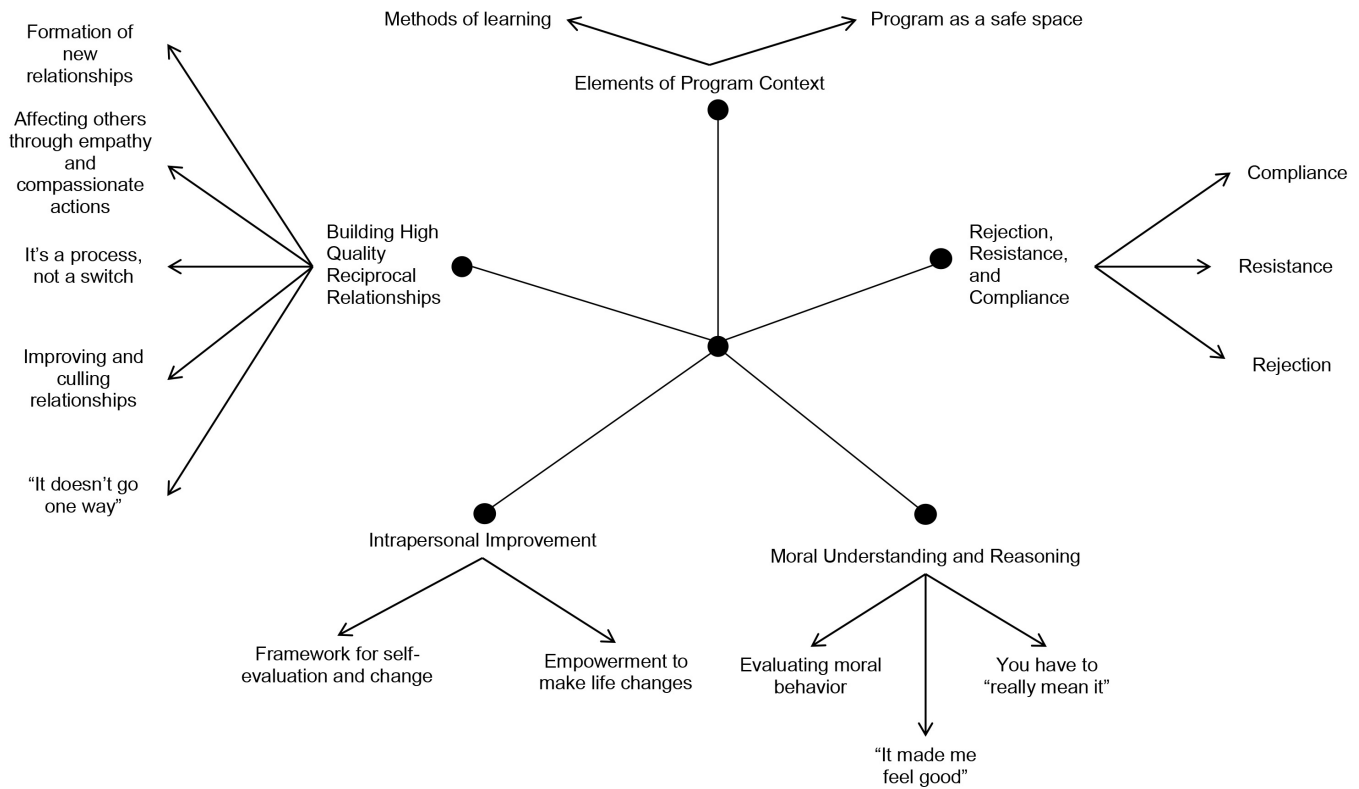 Methods of learning
Program as a safe space
Elements of Program Context
Formation of
new
relationships
Affecting others
through empathy
and
compassionate
actions
It’s a process,
not a switch
Improving and
culling
relationships
“It doesn’t go
one way”
Building High
Quality
Reciprocal
Relationships
Rejection,
Resistance,
and
Compliance
Compliance
Resistance
Rejection
Intrapersonal Improvement
Framework for self-
evaluation and change
Empowerment to
make life changes
Moral Understanding and Reasoning
Evaluating moral
behavior
“It made me
feel good”
You have to
“really mean it”